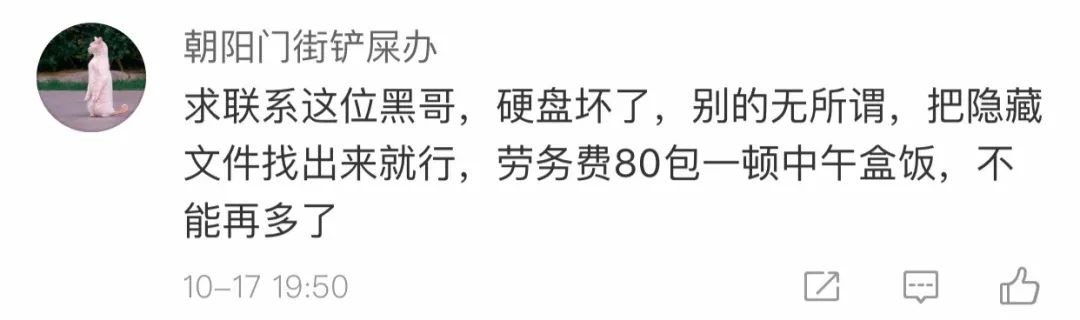 朝阳门街铲屎办
求联系这位黑哥，硬盘坏了，别的无所谓，把隐藏
文件找出来就行，劳务费80包一顿中午盒饭，不
能再多了
10-17 19:50